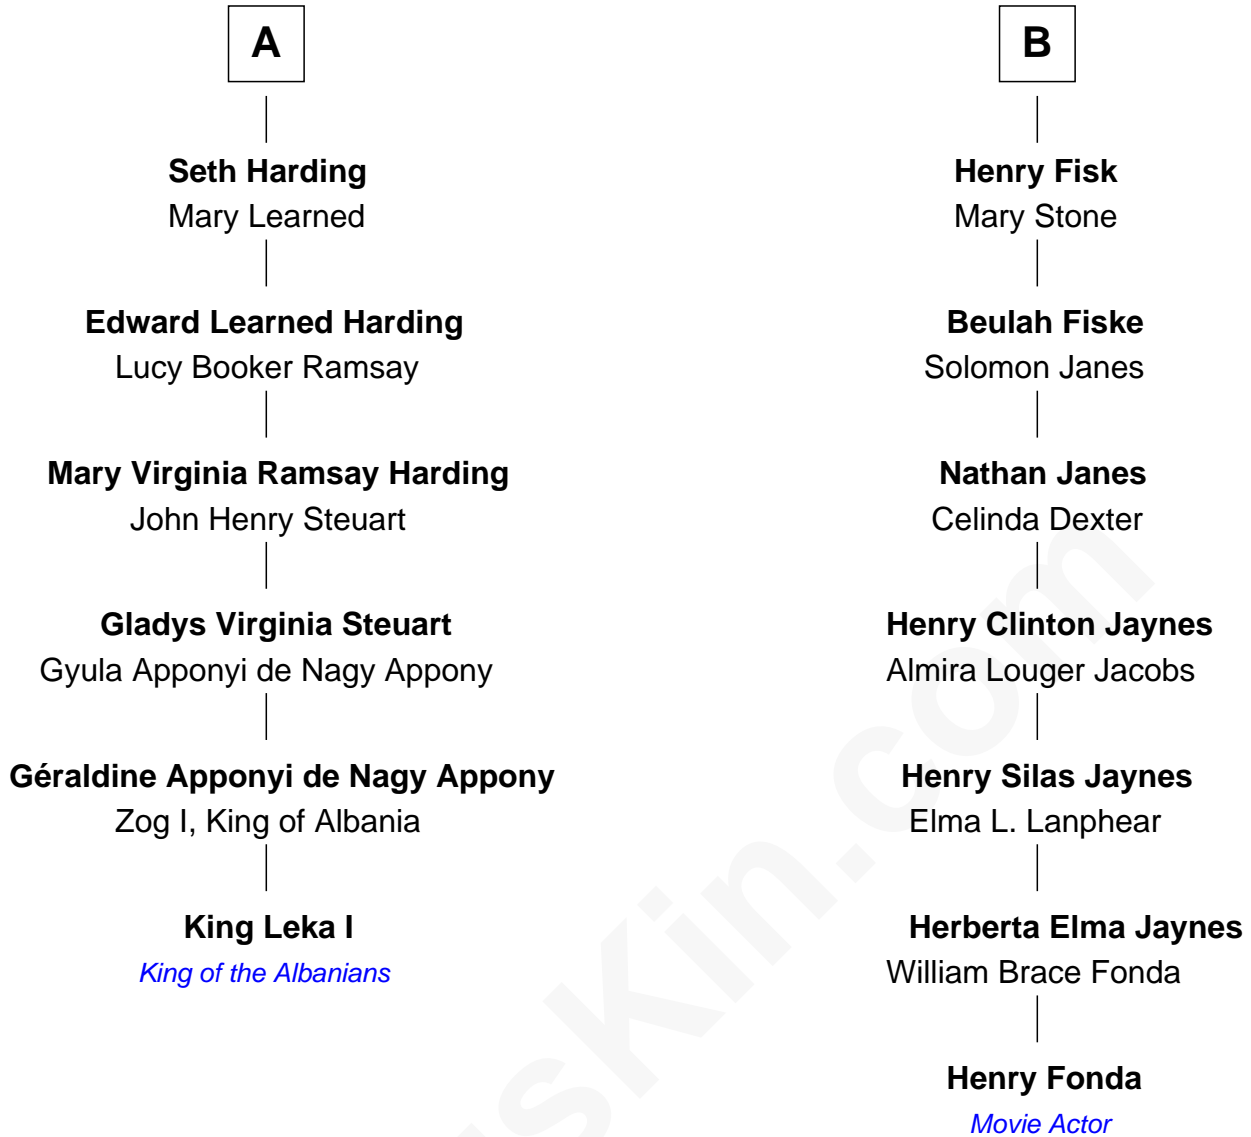 A
Seth Harding
Mary Learned
Edward Learned Harding
Lucy Booker Ramsay
Mary Virginia Ramsay Harding
John Henry Steuart
Gladys Virginia Steuart
Gyula Apponyi de Nagy Appony
Géraldine Apponyi de Nagy Appony
Zog I, King of Albania
King Leka I
King of the Albanians
B
Henry Fisk
Mary Stone
Beulah Fiske
Solomon Janes
Nathan Janes
Celinda Dexter
Henry Clinton Jaynes
Almira Louger Jacobs
Henry Silas Jaynes
Elma L. Lanphear
Herberta Elma Jaynes
William Brace Fonda
Henry Fonda
Movie Actor
usKin.com